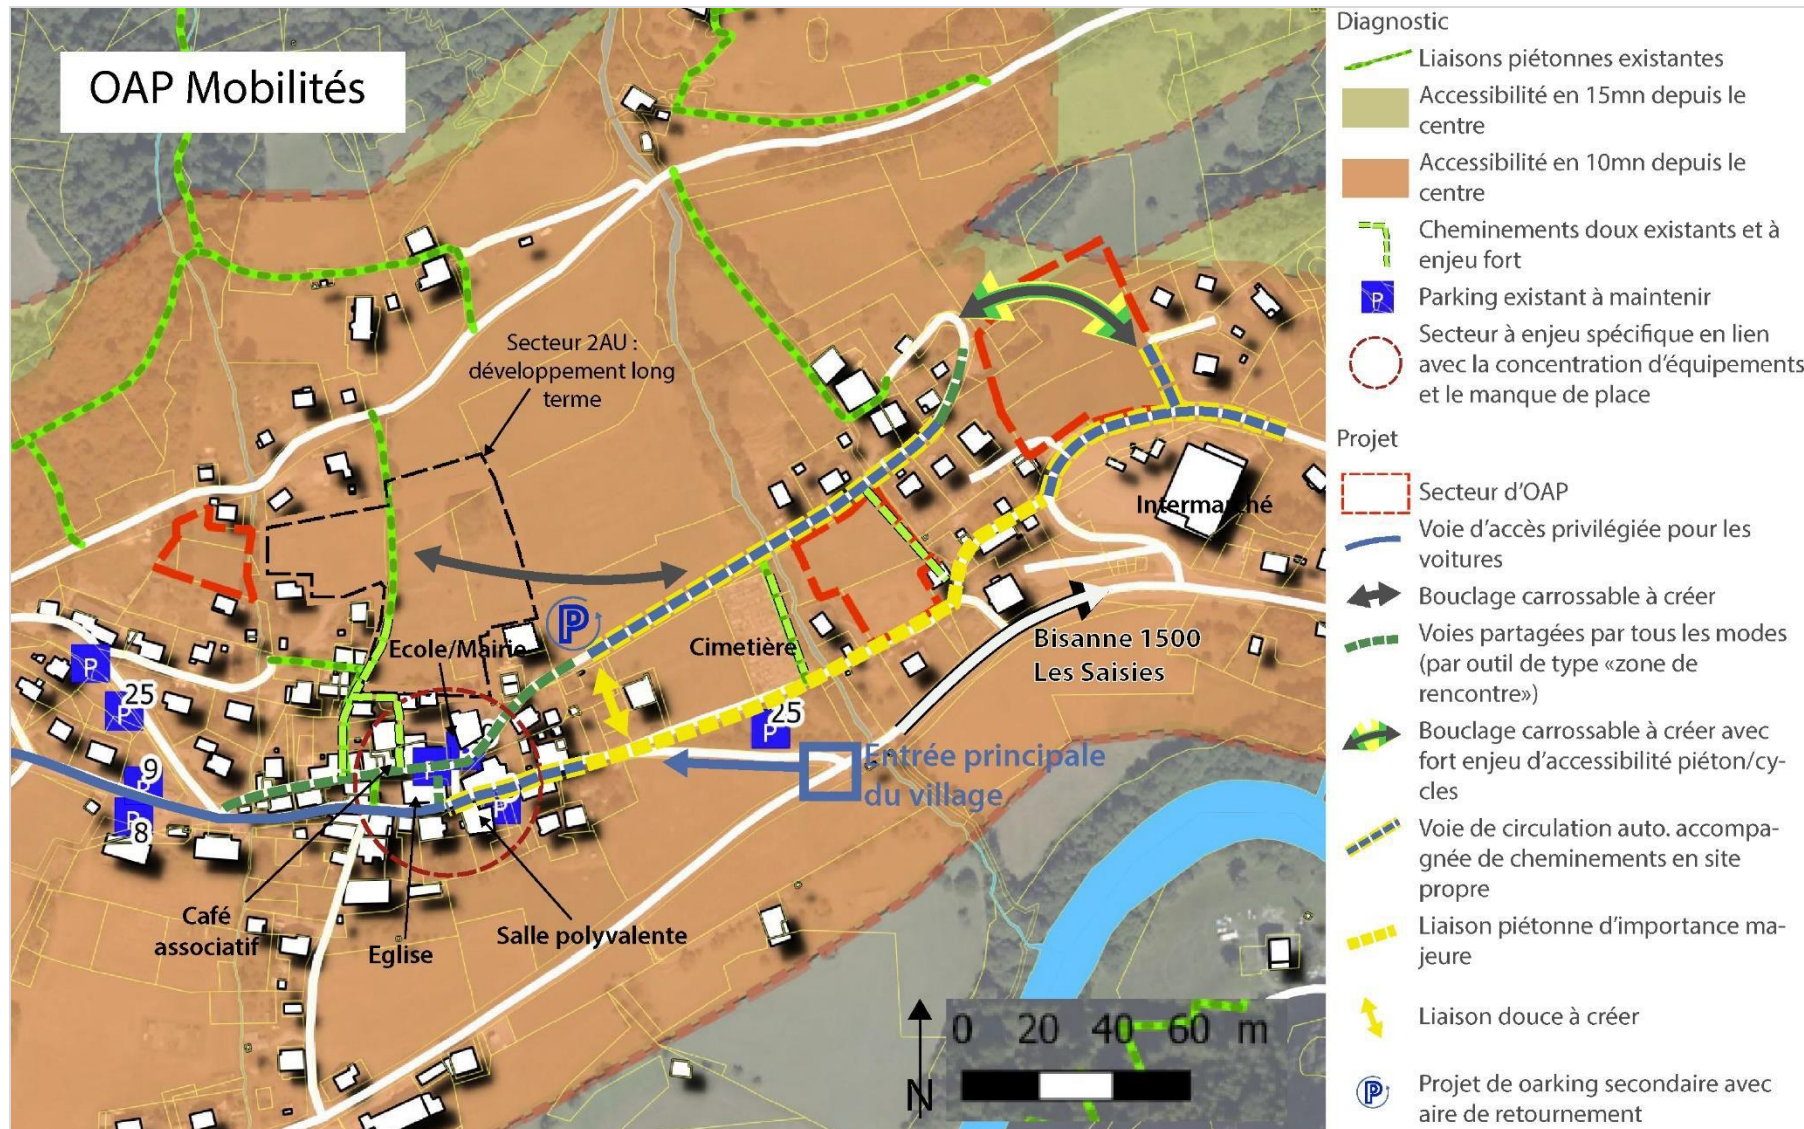 OAP Mobilités
Secteur 2AU :
développement long
terme
Intermarché
Ecole/Mairie
Cimetière
Bisanne 1500
Les Saisies
P
P
25
P
25
P
9
P
8
P
P
P
Entrée principale
du village
Café
associatif
Eglise
Salle polyvalente
N
0 20 40 60 m
Diagnostic
Liaisons piétonnes existantes
Accessibilité en 15mn depuis le
centre
Accessibilité en 10mn depuis le
centre
Cheminements doux existants et à
enjeu fort
P
Parking existant à maintenir
Secteur à enjeu spécifique en lien
avec la concentration d'équipements
et le manque de place
Projet
Secteur d'OAP
Voie d'accès privilégiée pour les
voitures
Bouclage carrossable à créer
Voies partagées par tous les modes
(par outil de type «zone de
rencontre»)
Bouclage carrossable à créer avec
fort enjeu d'accessibilité piéton/cy-
cles
Voie de circulation auto. accompa-
gnée de cheminements en site
propre
Liaison piétonne d'importance ma-
jeure
Liaison douce à créer
P
Projet de oarking secondaire avec
aire de retournement